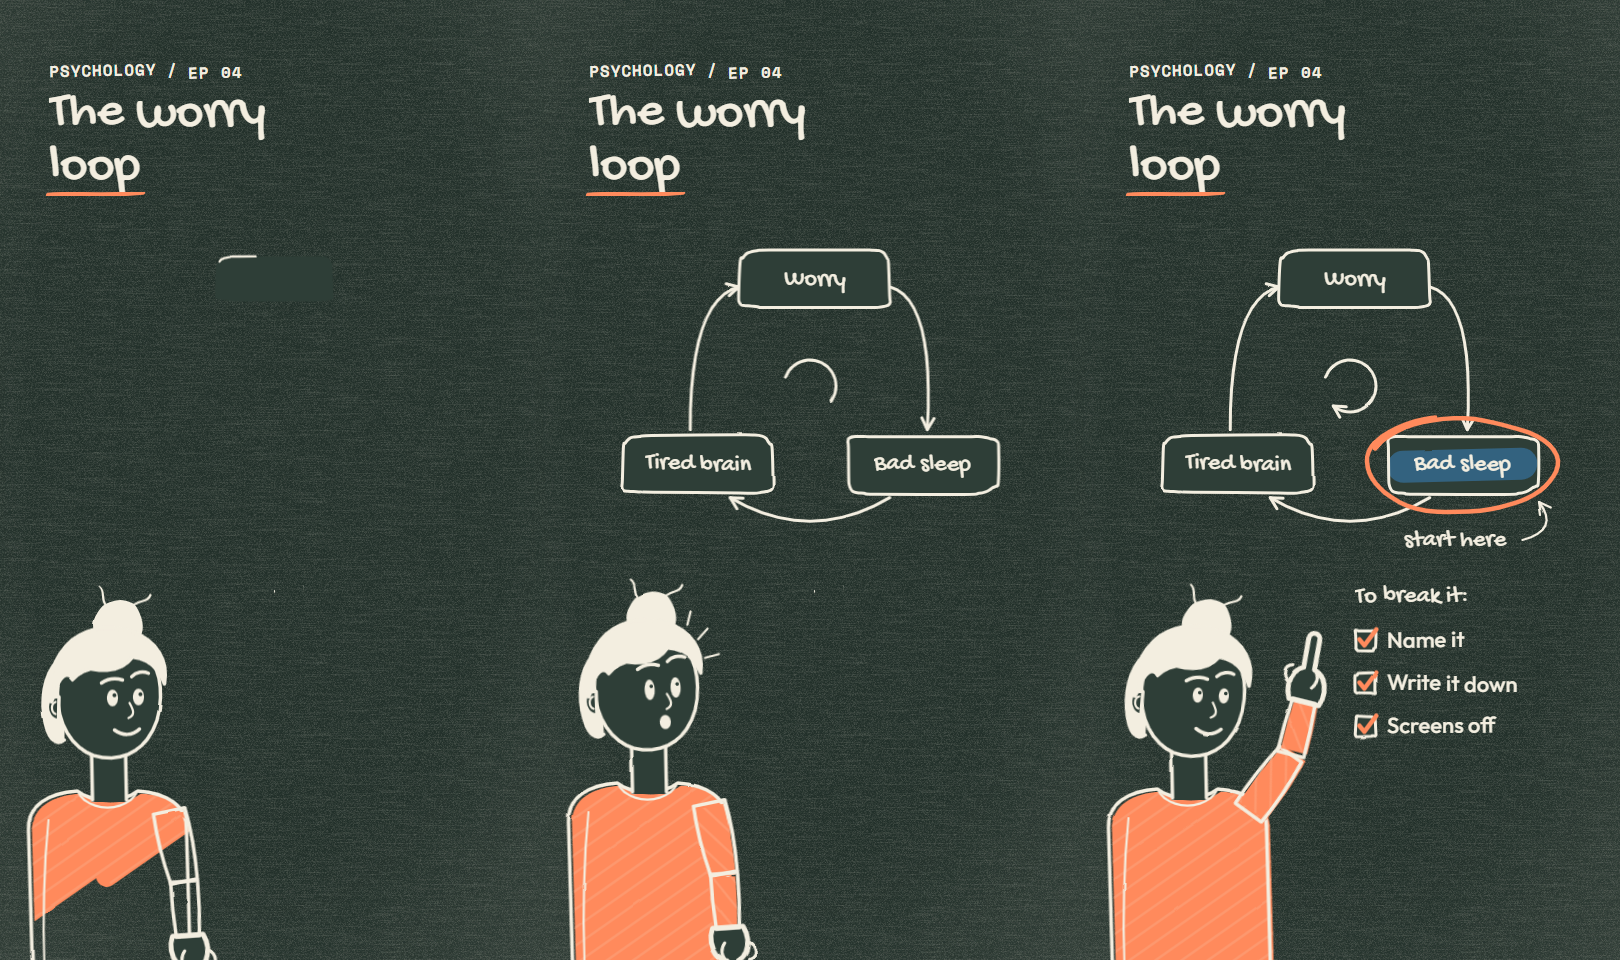 PSYCHOLOGY / EP 04
The worry
loop
PSYCHOLOGY / EP 04
The worry
loop
Worry
Tired brain
Bad sleep
PSYCHOLOGY / EP 04
The worry
loop
Worry
Tired brain
Bad sleep
start here
To break it:
Name it
Write it down
Screens off